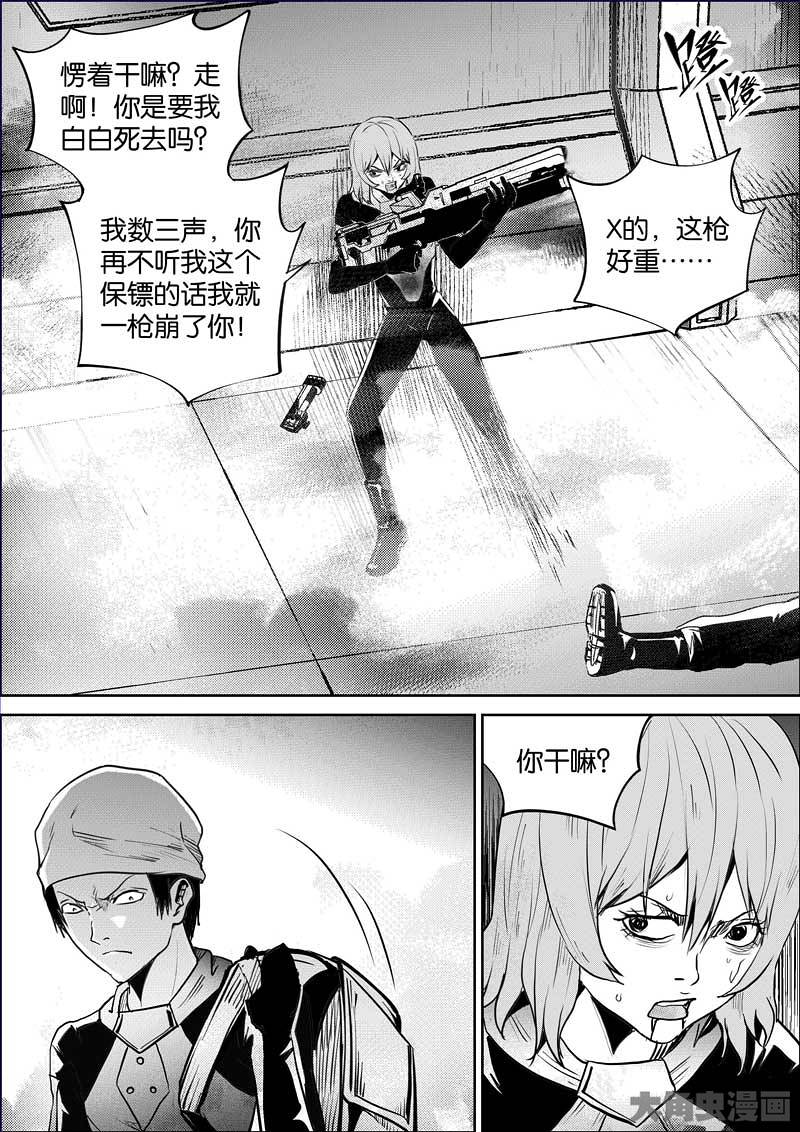 愣着干嘛？走
啊！你是要我
白白死去吗？
我数三声，你
再不听我这个
保镖的话我就
一枪崩了你！
X的，这枪
好重……
蹬
蹬
你干嘛？
大角虫漫画